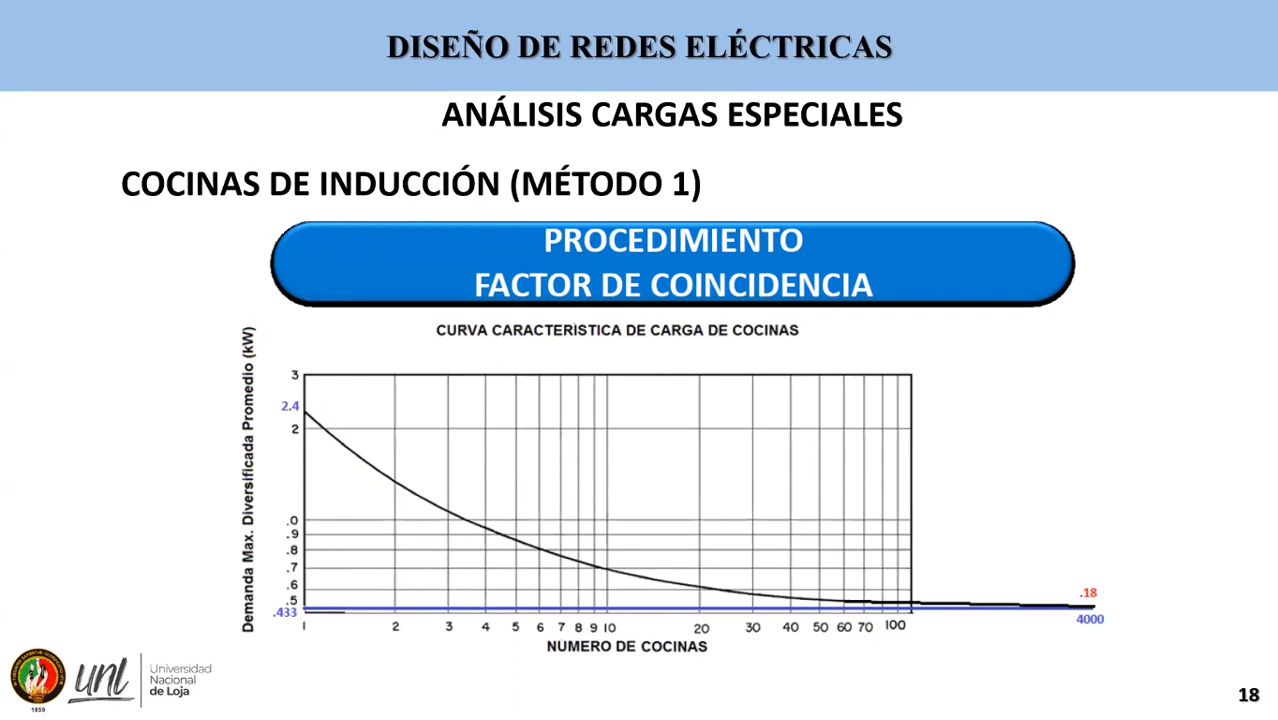 DISEÑO DE REDES ELÉCTRICAS
ANÁLISIS CARGAS ESPECIALES
COCINAS DE INDUCCIÓN (MÉTODO 1)
PROCEDIMIENTO
FACTOR DE COINCIDENCIA
CURVA CARACTERISTICA DE CARGA DE COCINAS
Demanda Max. Diversificada Promedio (kW)
3
2.4
2
.0
.9
.8
.7
.6
.5
.433
.18
4000
1 2 3 4 5 6 7 8 9 10 20 30 40 50 60 70 100
NUMERO DE COCINAS
1859
unl
Universidad
Nacional
de Loja
18